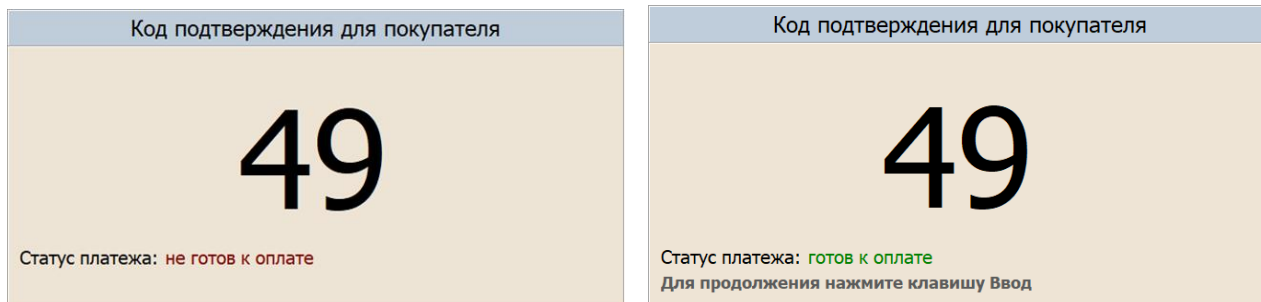 Код подтверждения для покупателя
49
Статус платежа: не готов к оплате
Код подтверждения для покупателя
49
Статус платежа: готов к оплате
Для продолжения нажмите клавишу Ввод